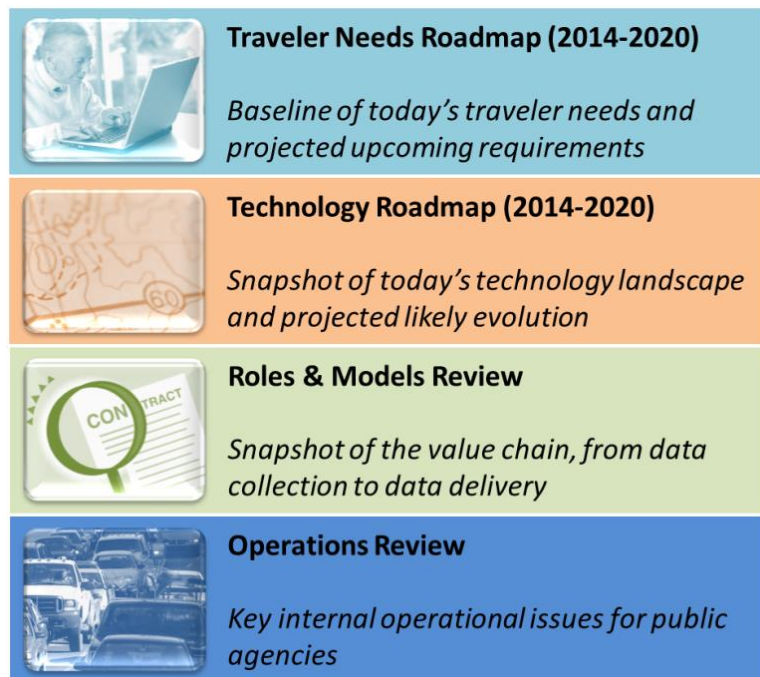 Traveler Needs Roadmap (2014-2020)
Baseline of today's traveler needs and
projected upcoming requirements
Technology Roadmap (2014-2020)
60
Snapshot of today's technology landscape
and projected likely evolution
Roles & Models Review
CONTRACT
Snapshot of the value chain, from data
collection to data delivery
Operations Review
Key internal operational issues for public
agencies